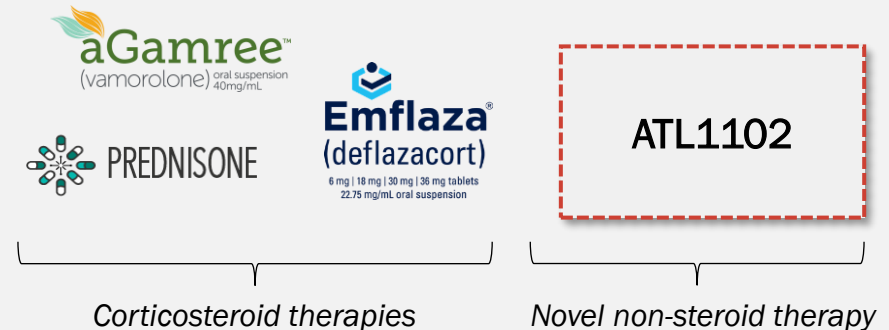 aGamree™
(vamorolone) oral suspension 40mg/mL
PREDNISONE
Emflaza®
(deflazacort)
6 mg | 18 mg | 30 mg | 36 mg tablets
22.75 mg/mL oral suspension
ATL1102
Corticosteroid therapies
Novel non-steroid therapy